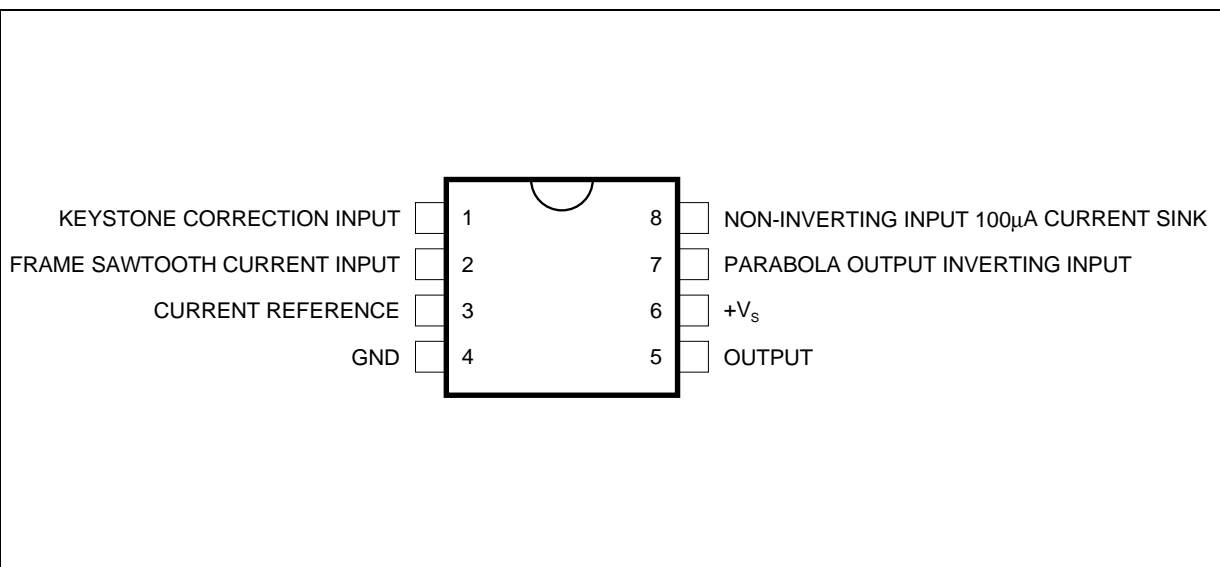 KEYSTONE CORRECTION INPUT 1 8 NON-INVERTING INPUT 100μA CURRENT SINK
FRAME SAWTOOTH CURRENT INPUT 2 7 PARABOLA OUTPUT INVERTING INPUT
CURRENT REFERENCE 3 6 +VS
GND 4 5 OUTPUT